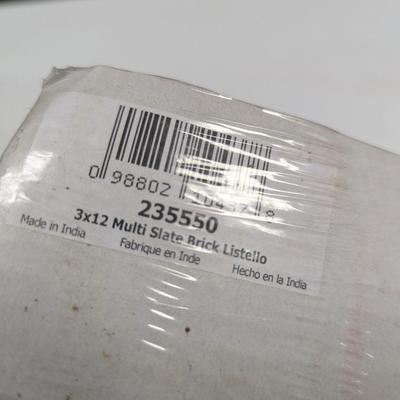 0 98802
235550
3x12 Multi Slate Brick Listello
Made in India Fabrique en Inde Hecho en la India